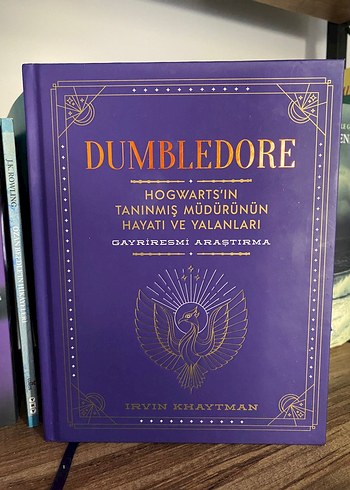 DUMBLEDORE
HOGWARTS'IN
TANINMIŞ MÜDÜRÜNÜN
HAYATI VE YALANLARI
GAYRİRESMİ ARAŞTIRMA
IRVIN KHAYTMAN
J.K. ROWLING